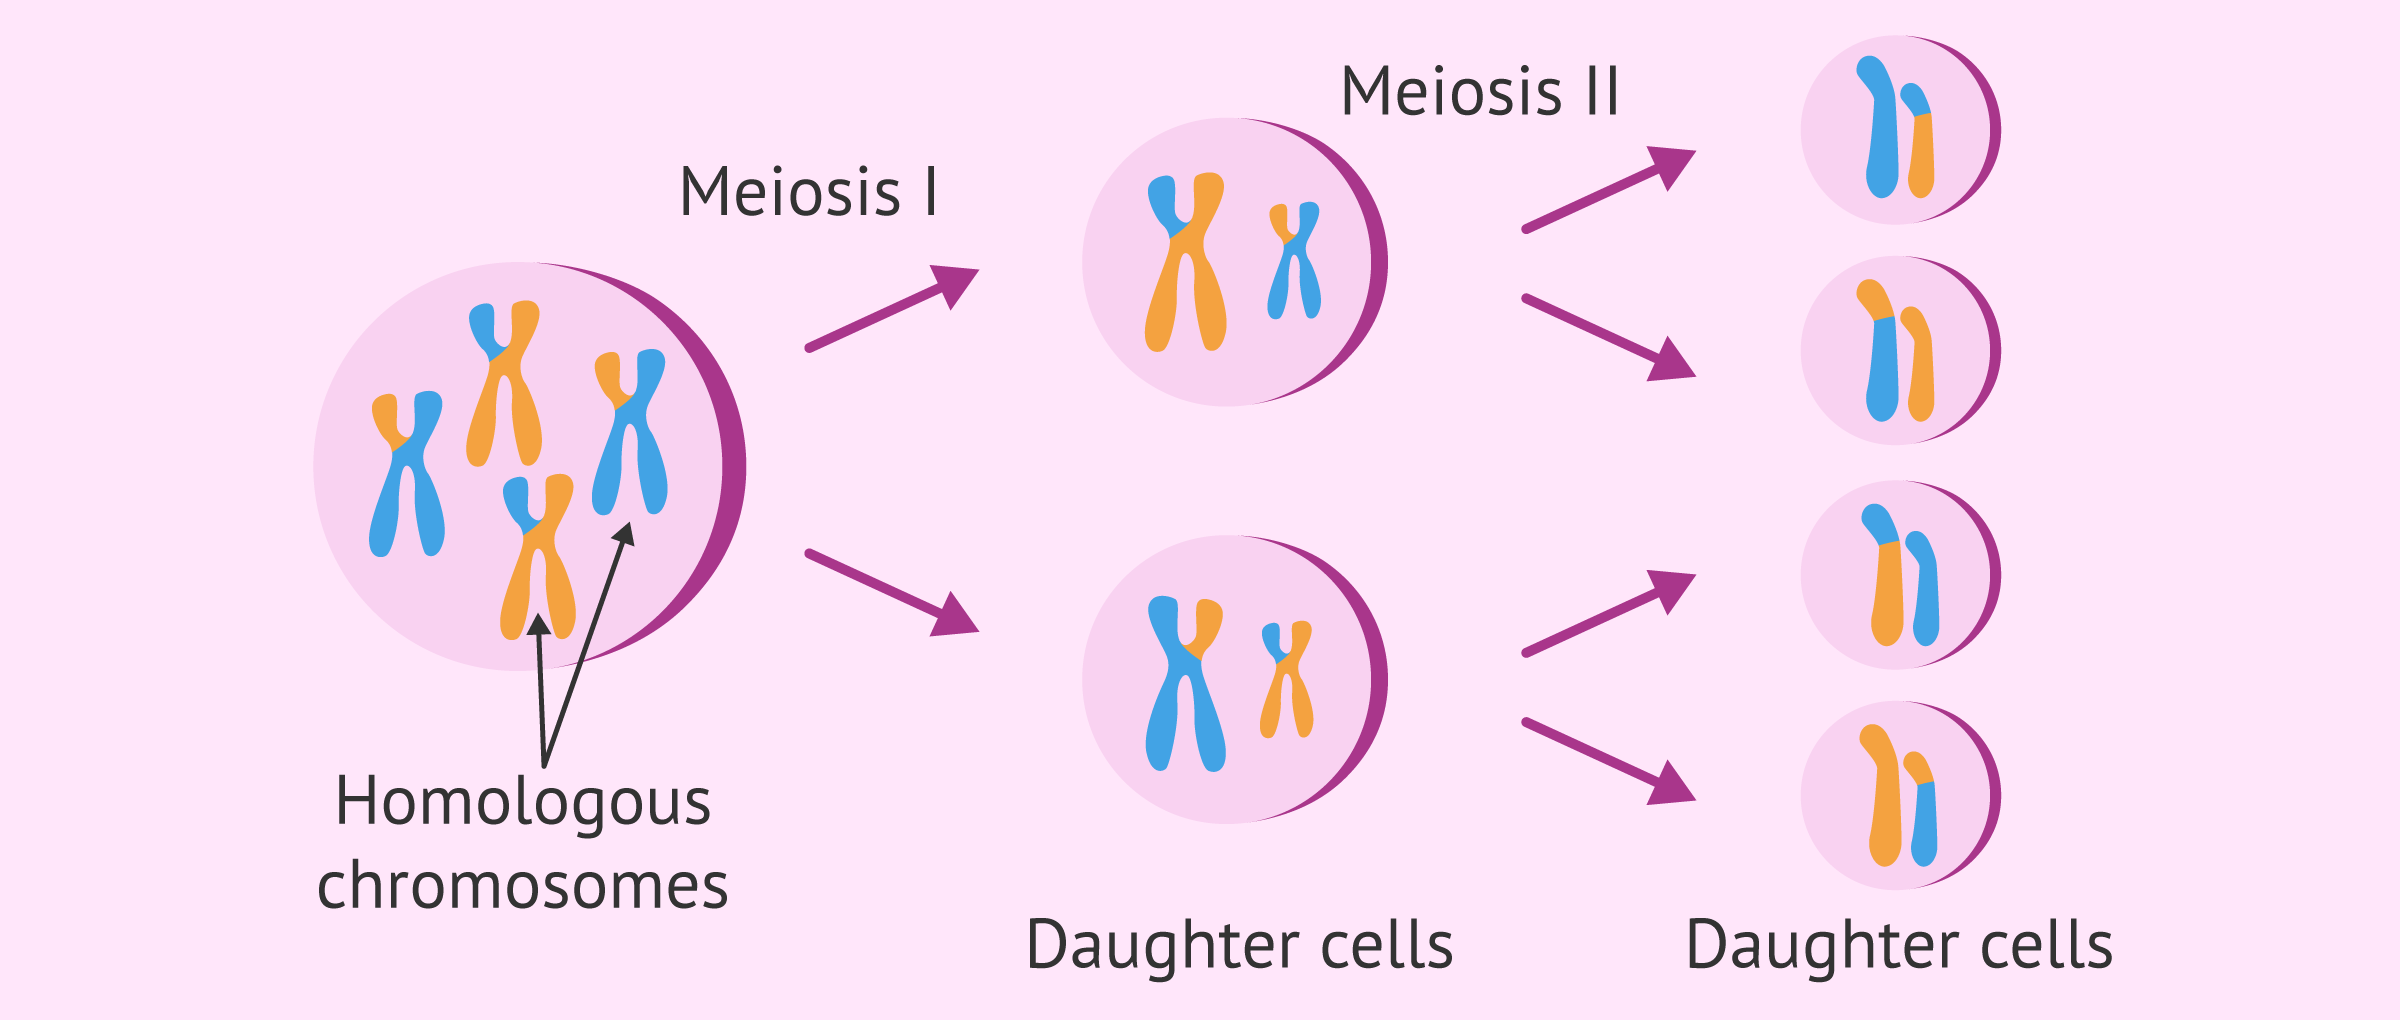 Meiosis I
Meiosis II
Homologous
chromosomes
Daughter cells
Daughter cells